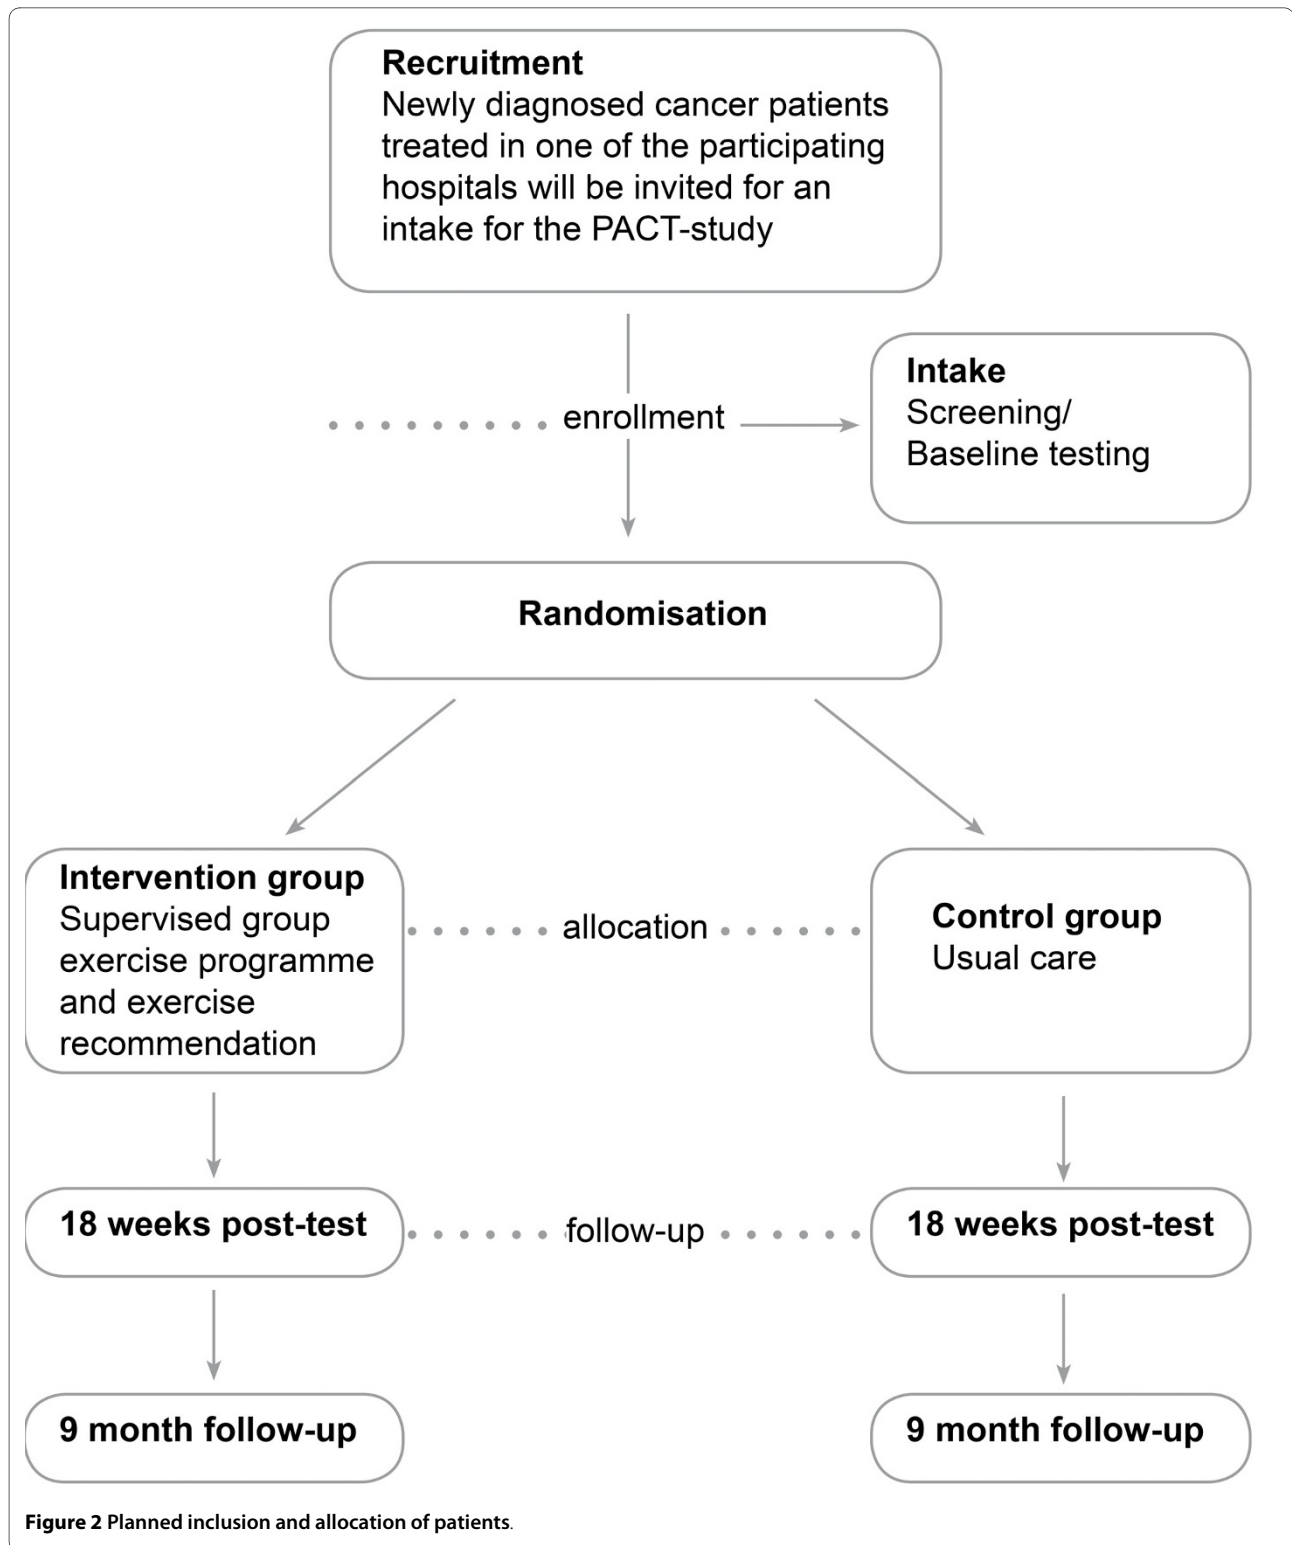 Recruitment
Newly diagnosed cancer patients
treated in one of the participating
hospitals will be invited for an
intake for the PACT-study
enrollment
Intake
Screening/
Baseline testing
Randomisation
Intervention group
Supervised group
exercise programme
and exercise
recommendation
allocation
Control group
Usual care
18 weeks post-test
follow-up
18 weeks post-test
9 month follow-up
9 month follow-up
Figure 2 Planned inclusion and allocation of patients.